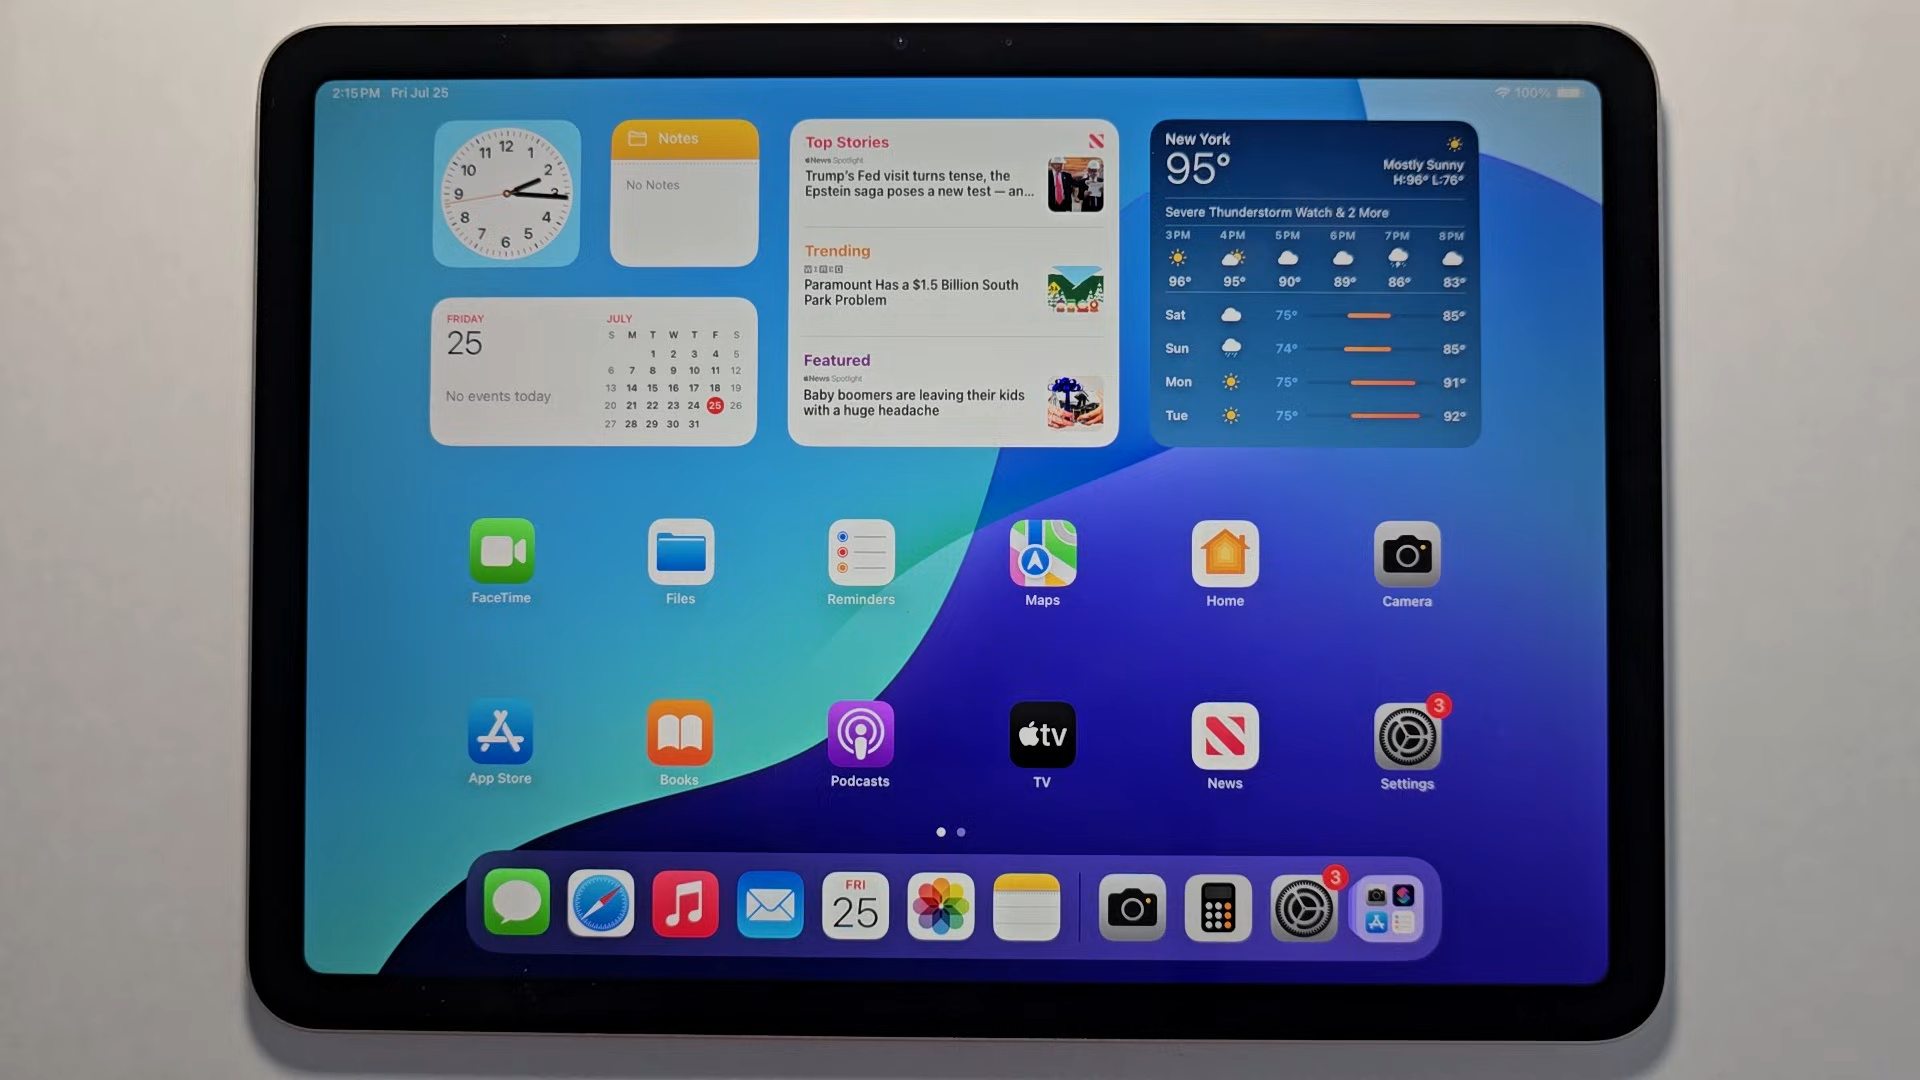 2:15 PM Fri Jul 25
100%
12
11 1
10 2
9 3
8 4
7 5
6
Notes
No Notes
Top Stories
News Spotlight
Trump's Fed visit turns tense, the
Epstein saga poses a new test — an...
Trending
WIRED
Paramount Has a $1.5 Billion South
Park Problem
Featured
News Spotlight
Baby boomers are leaving their kids
with a huge headache
New York
95°
Mostly Sunny
H:96° L:76°
Severe Thunderstorm Watch & 2 More
3PM 4PM 5PM 6PM 7PM 8PM
96° 95° 90° 89° 86° 83°
Sat 75° 85°
Sun 74° 85°
Mon 75° 91°
Tue 75° 92°
FRIDAY
25
No events today
JULY
S M T W T F S
1 2 3 4 5
6 7 8 9 10 11 12
13 14 15 16 17 18 19
20 21 22 23 24 25 26
27 28 29 30 31
FaceTime
Files
Reminders
Maps
Home
Camera
tv
3
App Store
Books
Podcasts
TV
News
Settings
FRI
25
3